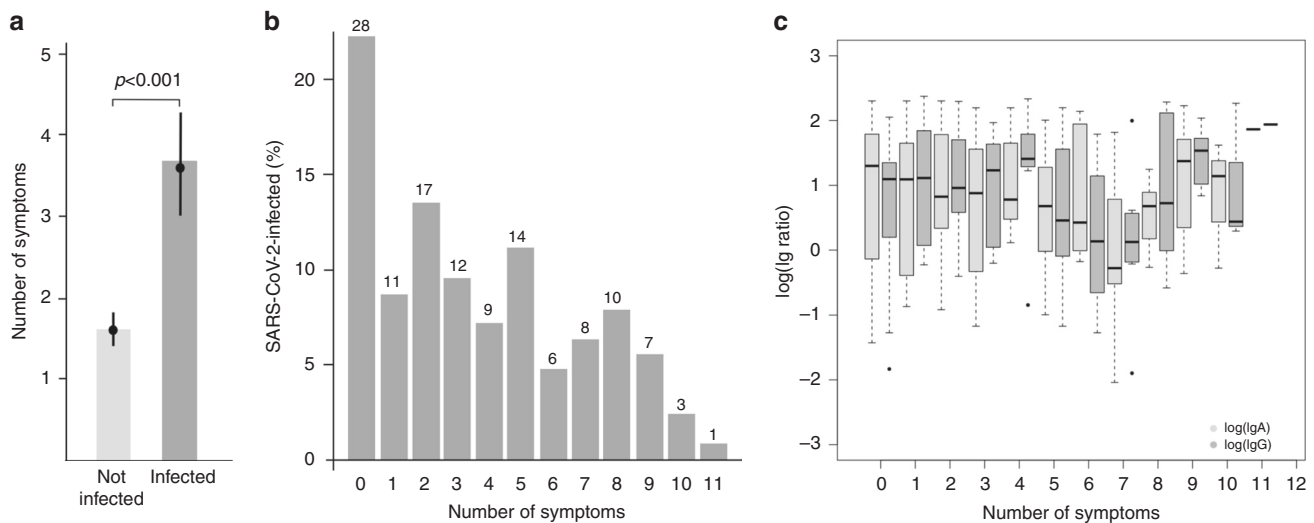 a
5
4
3
2
1
Number of symptoms
p<0.001
Not
infected
Infected
b
SARS-CoV-2-infected (%)
20
15
10
5
0
28
11
17
12
9
14
6
8
10
7
3
1
0 1 2 3 4 5 6 7 8 9 10 11
Number of symptoms
c
log(Ig ratio)
3
2
1
0
−1
−2
−3
log(IgA)
log(IgG)
0 1 2 3 4 5 6 7 8 9 10 11 12
Number of symptoms